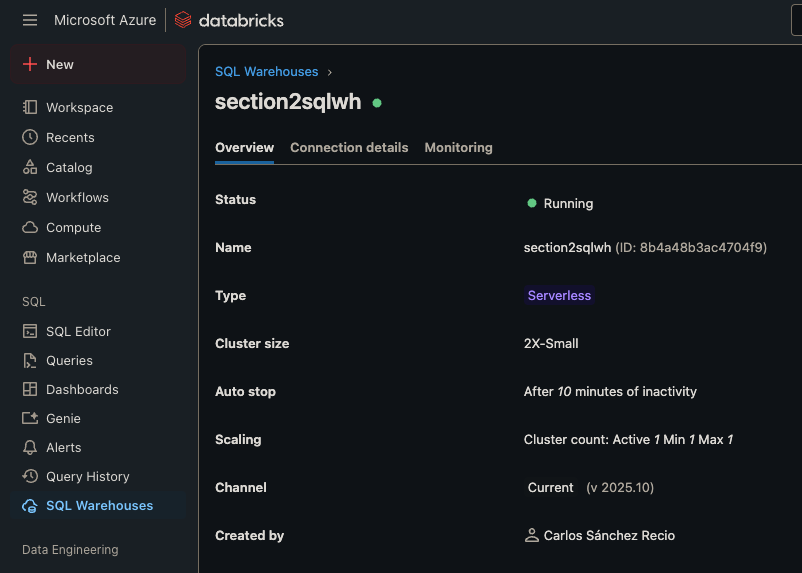 Microsoft Azure databricks
New
Workspace
Recents
Catalog
Workflows
Compute
Marketplace
SQL
SQL Editor
Queries
Dashboards
Genie
Alerts
Query History
SQL Warehouses
Data Engineering
SQL Warehouses ›
section2sqlwh
Overview Connection details Monitoring
Status Running
Name section2sqlwh (ID: 8b4a48b3ac4704f9)
Type Serverless
Cluster size 2X-Small
Auto stop After 10 minutes of inactivity
Scaling Cluster count: Active 1 Min 1 Max 1
Channel Current (v 2025.10)
Created by Carlos Sánchez Recio